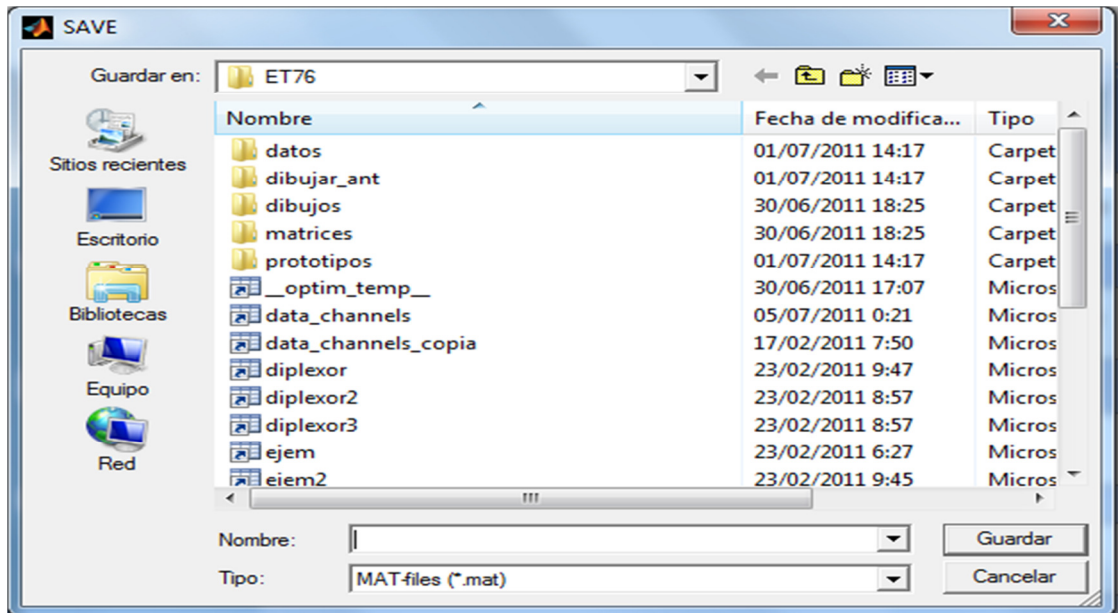 SAVE
Guardar en: ET76
Nombre Fecha de modifica... Tipo
Sitios recientes
Escritorio
Bibliotecas
Equipo
Red
datos 01/07/2011 14:17 Carpet
dibujar_ant 01/07/2011 14:17 Carpet
dibujos 30/06/2011 18:25 Carpet
matrices 30/06/2011 18:25 Carpet
prototipos 01/07/2011 14:17 Carpet
__optim_temp__ 30/06/2011 17:07 Micros
data_channels 05/07/2011 0:21 Micros
data_channels_copia 17/02/2011 7:50 Micros
diplexor 23/02/2011 9:47 Micros
diplexor2 23/02/2011 8:57 Micros
diplexor3 23/02/2011 8:57 Micros
ejem 23/02/2011 6:27 Micros
ejem2 23/02/2011 9:45 Micros
Nombre: Guardar
Tipo: MAT-files (*.mat) Cancelar